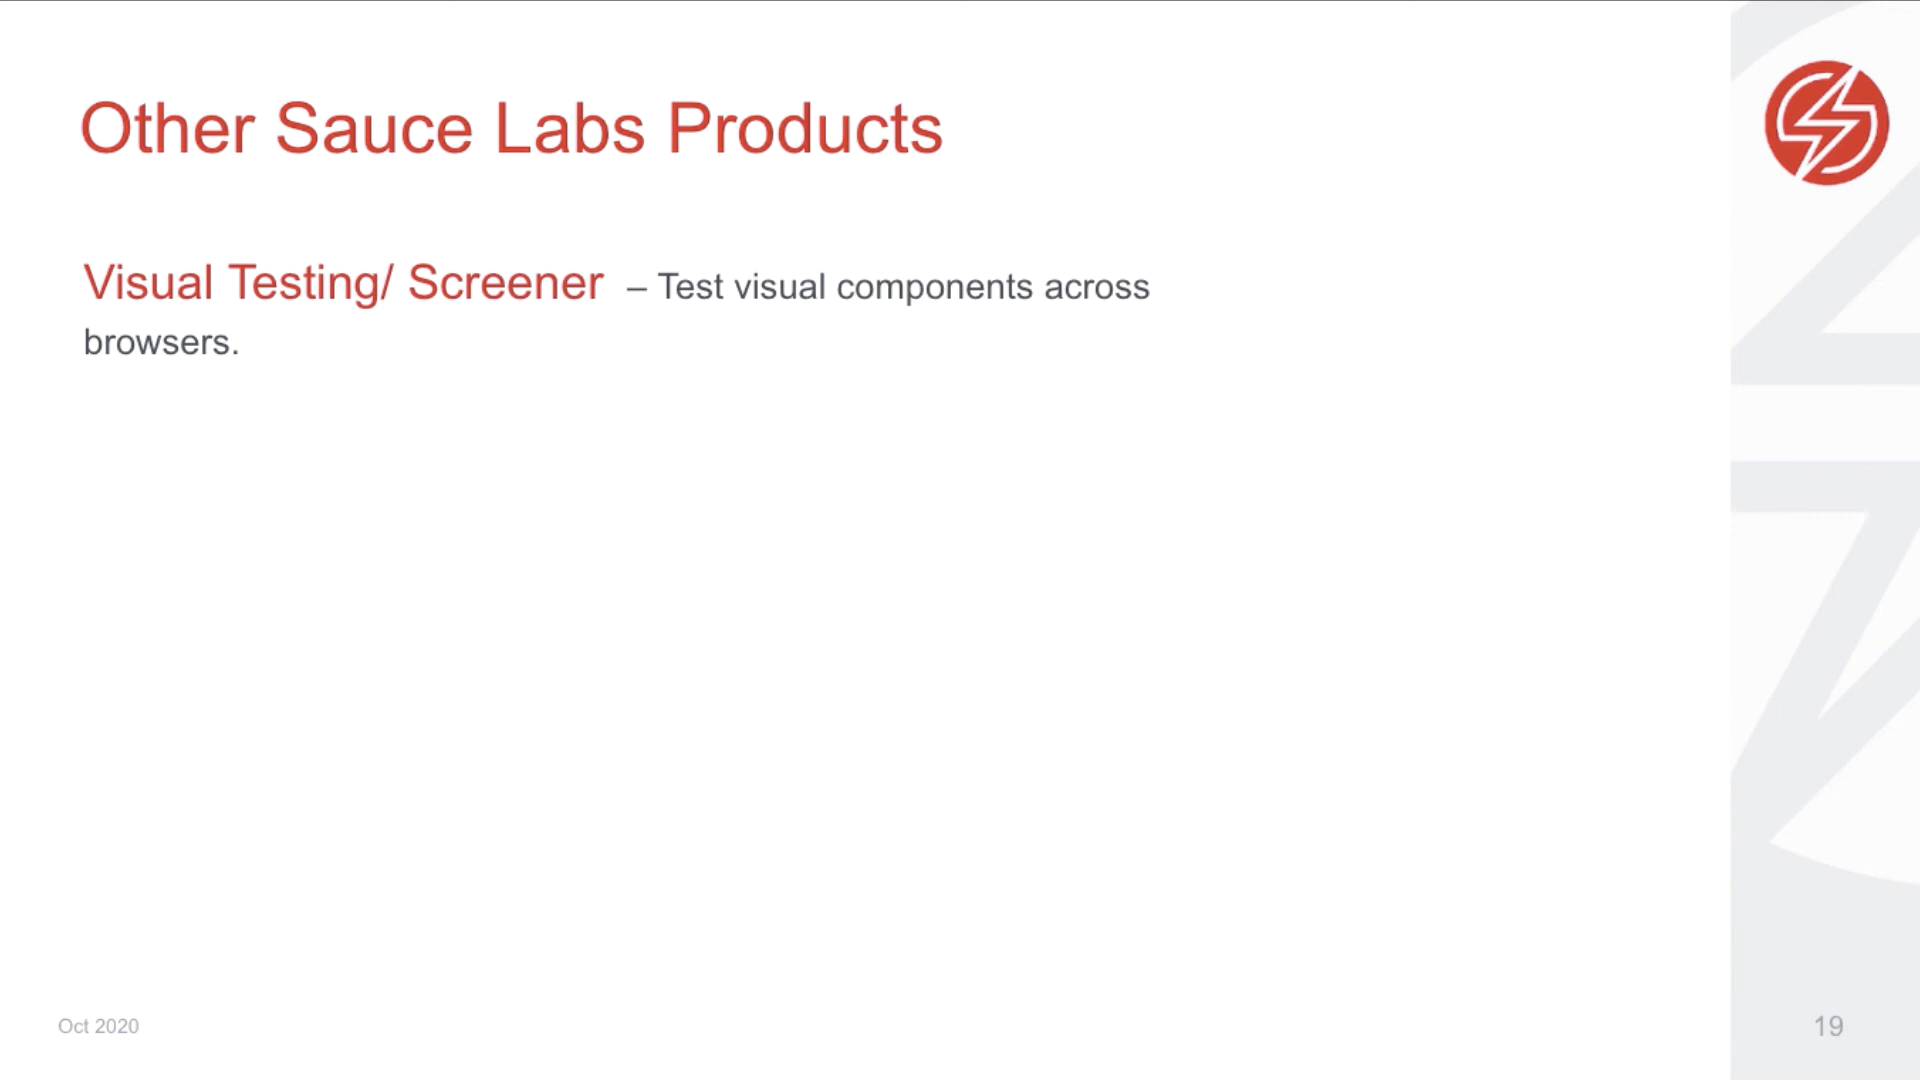 Other Sauce Labs Products
Visual Testing/ Screener – Test visual components across
browsers.
Oct 2020
19